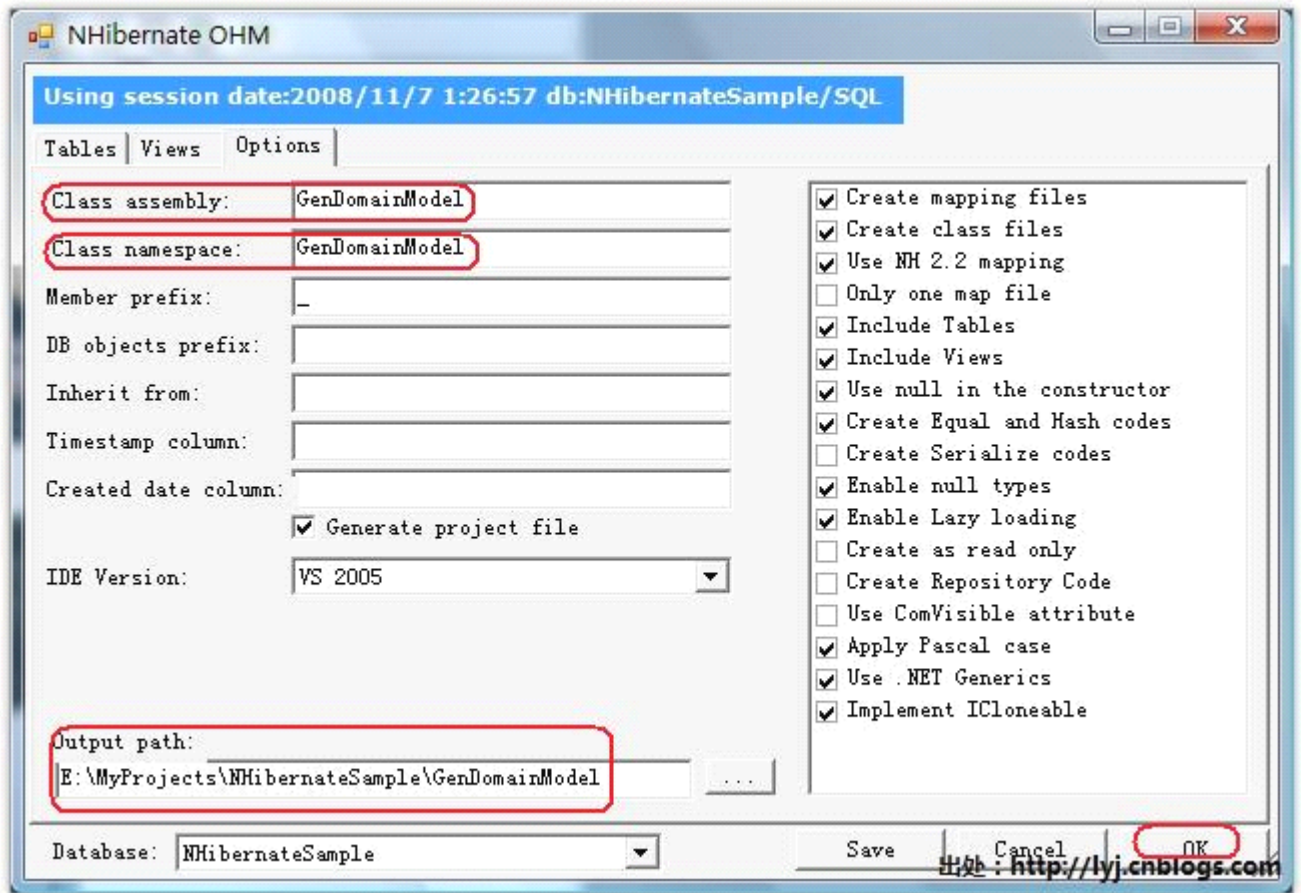 NHibernate OHM
Using session date:2008/11/7 1:26:57 db:NHibernateSample/SQL
Tables Views Options
Class assembly: GenDomainModel
Class namespace: GenDomainModel
Member prefix: _
DB objects prefix:
Inherit from:
Timestamp column:
Created date column:
Generate project file
IDE Version: VS 2005
Output path:
E:\MyProjects\NHibernateSample\GenDomainModel
...
Create mapping files
Create class files
Use NH 2.2 mapping
Only one map file
Include Tables
Include Views
Use null in the constructor
Create Equal and Hash codes
Create Serialize codes
Enable null types
Enable Lazy loading
Create as read only
Create Repository Code
Use ComVisible attribute
Apply Pascal case
Use .NET Generics
Implement ICloneable
Database: NHibernateSample
Save Cancel OK
出处：http://lyj.cnblogs.com